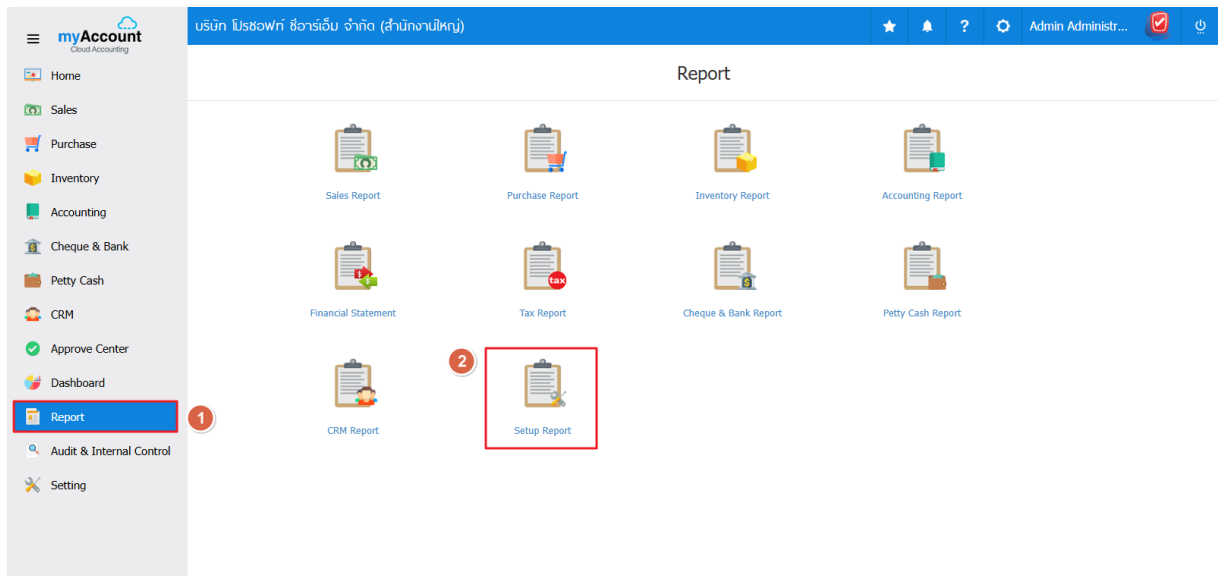 myAccount
Cloud Accounting
บริษัท โปรซอฟท์ ซีอาร์เอ็ม จำกัด (สำนักงานใหญ่)
?
Admin Administr...
Home
Sales
Purchase
Inventory
Accounting
Cheque & Bank
Petty Cash
CRM
Approve Center
Dashboard
Report
1
Audit & Internal Control
Setting
Report
Sales Report
Purchase Report
Inventory Report
Accounting Report
tax
Financial Statement
Tax Report
Cheque & Bank Report
Petty Cash Report
2
CRM Report
Setup Report